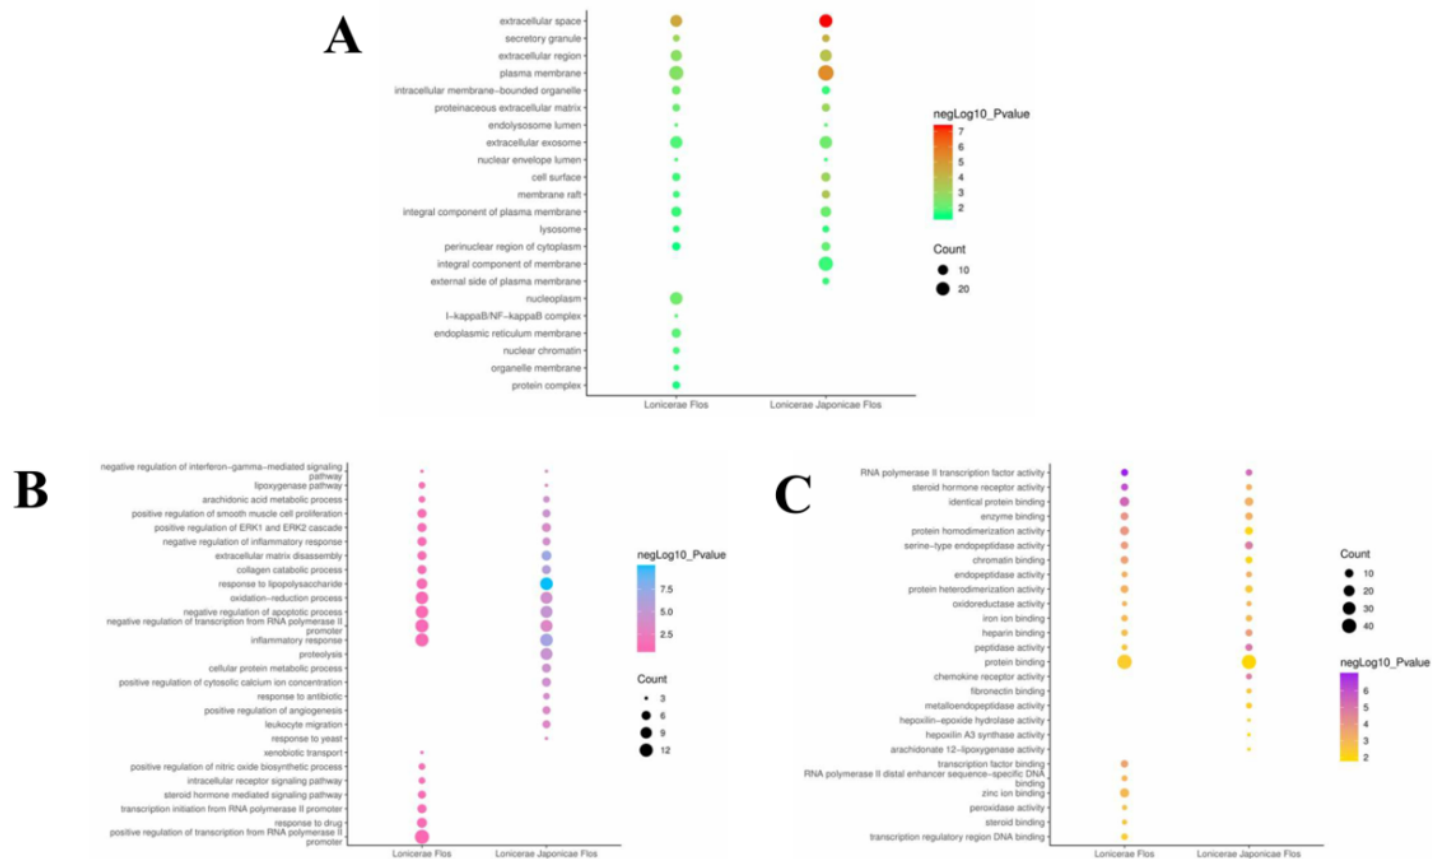 A
extracellular space
secretory granule
extracellular region
plasma membrane
intracellular membrane-bounded organelle
proteinaceous extracellular matrix
endolysosome lumen
extracellular exosome
nuclear envelope lumen
cell surface
membrane raft
integral component of plasma membrane
lysosome
perinuclear region of cytoplasm
integral component of membrane
external side of plasma membrane
nucleoplasm
I-kappaB/NF-kappaB complex
endoplasmic reticulum membrane
nuclear chromatin
organelle membrane
protein complex
Lonicerae Flos
Lonicerae Japonicae Flos
negLog10_Pvalue
7
6
5
4
3
2
Count
10
20
B
negative regulation of interferon-gamma-mediated signaling
pathway
lipoxygenase pathway
arachidonic acid metabolic process
positive regulation of smooth muscle cell proliferation
positive regulation of ERK1 and ERK2 cascade
negative regulation of inflammatory response
extracellular matrix disassembly
collagen catabolic process
response to lipopolysaccharide
oxidation-reduction process
negative regulation of apoptotic process
negative regulation of transcription from RNA polymerase II
promoter
inflammatory response
proteolysis
cellular protein metabolic process
positive regulation of cytosolic calcium ion concentration
response to antibiotic
positive regulation of angiogenesis
leukocyte migration
response to yeast
xenobiotic transport
positive regulation of nitric oxide biosynthetic process
intracellular receptor signaling pathway
steroid hormone mediated signaling pathway
transcription initiation from RNA polymerase II promoter
response to drug
positive regulation of transcription from RNA polymerase II
promoter
Lonicerae Flos
Lonicerae Japonicae Flos
negLog10_Pvalue
7.5
5.0
2.5
Count
3
6
9
12
C
RNA polymerase II transcription factor activity
steroid hormone receptor activity
identical protein binding
enzyme binding
protein homodimerization activity
serine-type endopeptidase activity
chromatin binding
endopeptidase activity
protein heterodimerization activity
oxidoreductase activity
iron ion binding
heparin binding
peptidase activity
protein binding
chemokine receptor activity
fibronectin binding
metalloendopeptidase activity
hepoxilin-epoxide hydrolase activity
hepoxilin A3 synthase activity
arachidonate 12-lipoxygenase activity
transcription factor binding
RNA polymerase II distal enhancer sequence-specific DNA
binding
zinc ion binding
peroxidase activity
steroid binding
transcription regulatory region DNA binding
Lonicerae Flos
Lonicerae Japonicae Flos
Count
10
20
30
40
negLog10_Pvalue
6
5
4
3
2